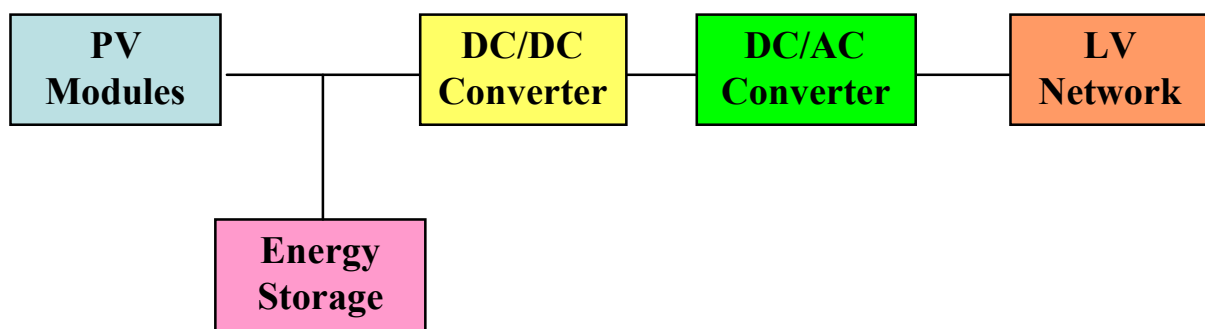 PV
Modules
DC/DC
Converter
DC/AC
Converter
LV
Network
Energy
Storage